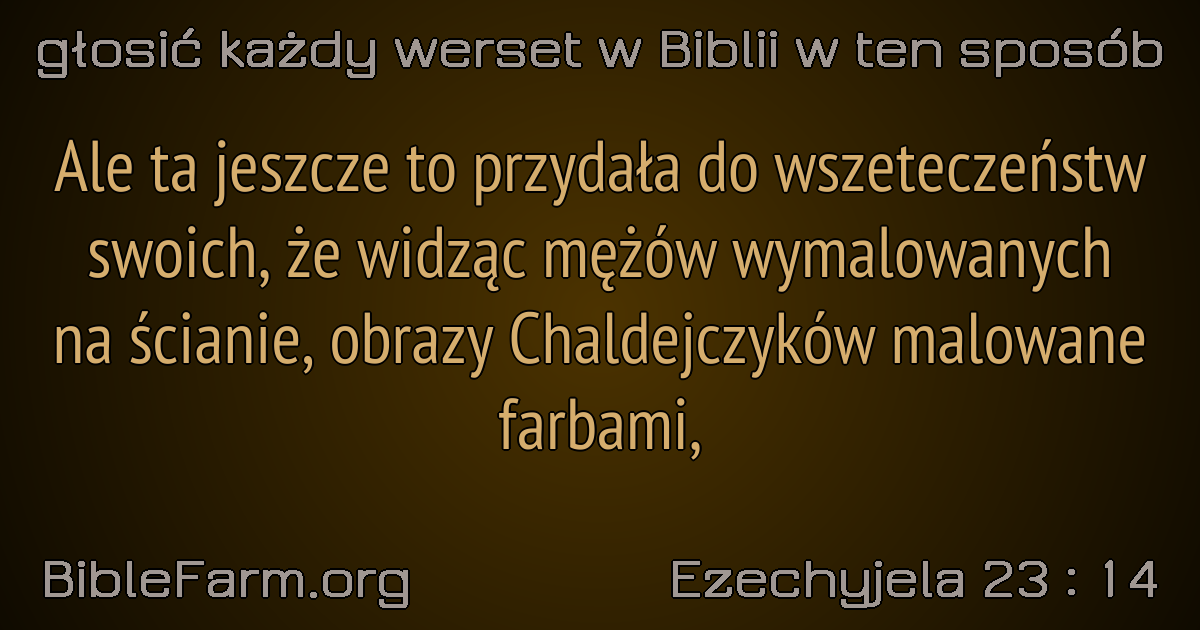 głosić każdy werset w Biblii w ten sposób
Ale ta jeszcze to przydała do wszeteczeństw
swoich, że widząc mężów wymalowanych
na ścianie, obrazy Chaldejczyków malowane
farbami,
BibleFarm.org
Ezechyjela 23 : 14